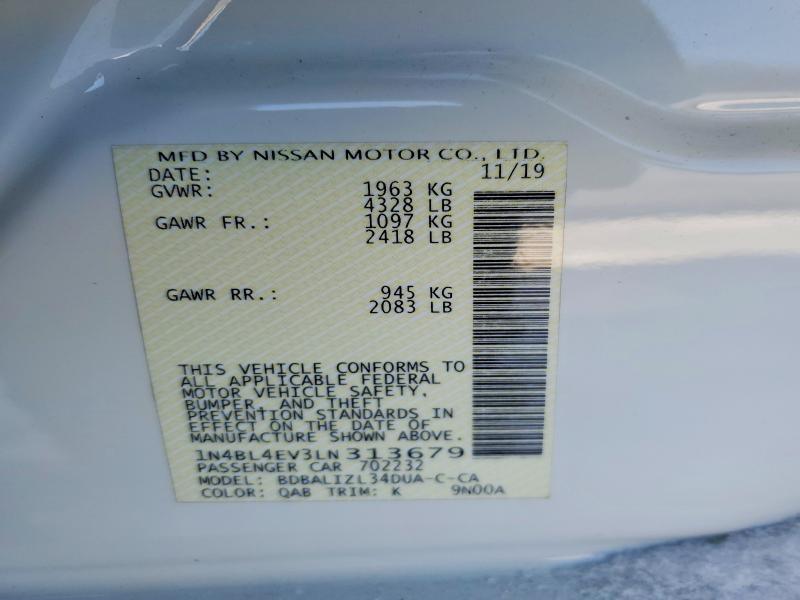 MFD BY NISSAN MOTOR CO., LTD.
DATE: 11/19
GVWR: 1963 KG
4328 LB
GAWR FR.: 1097 KG
2418 LB
GAWR RR.: 945 KG
2083 LB
THIS VEHICLE CONFORMS TO
ALL APPLICABLE FEDERAL
MOTOR VEHICLE SAFETY,
BUMPER, AND THEFT
PREVENTION STANDARDS IN
EFFECT ON THE DATE OF
MANUFACTURE SHOWN ABOVE.
1N4BL4EV3LN313679
PASSENGER CAR 702232
MODEL: BDBALIZL34DUA-C-CA
COLOR: QAB TRIM: K 9N00A